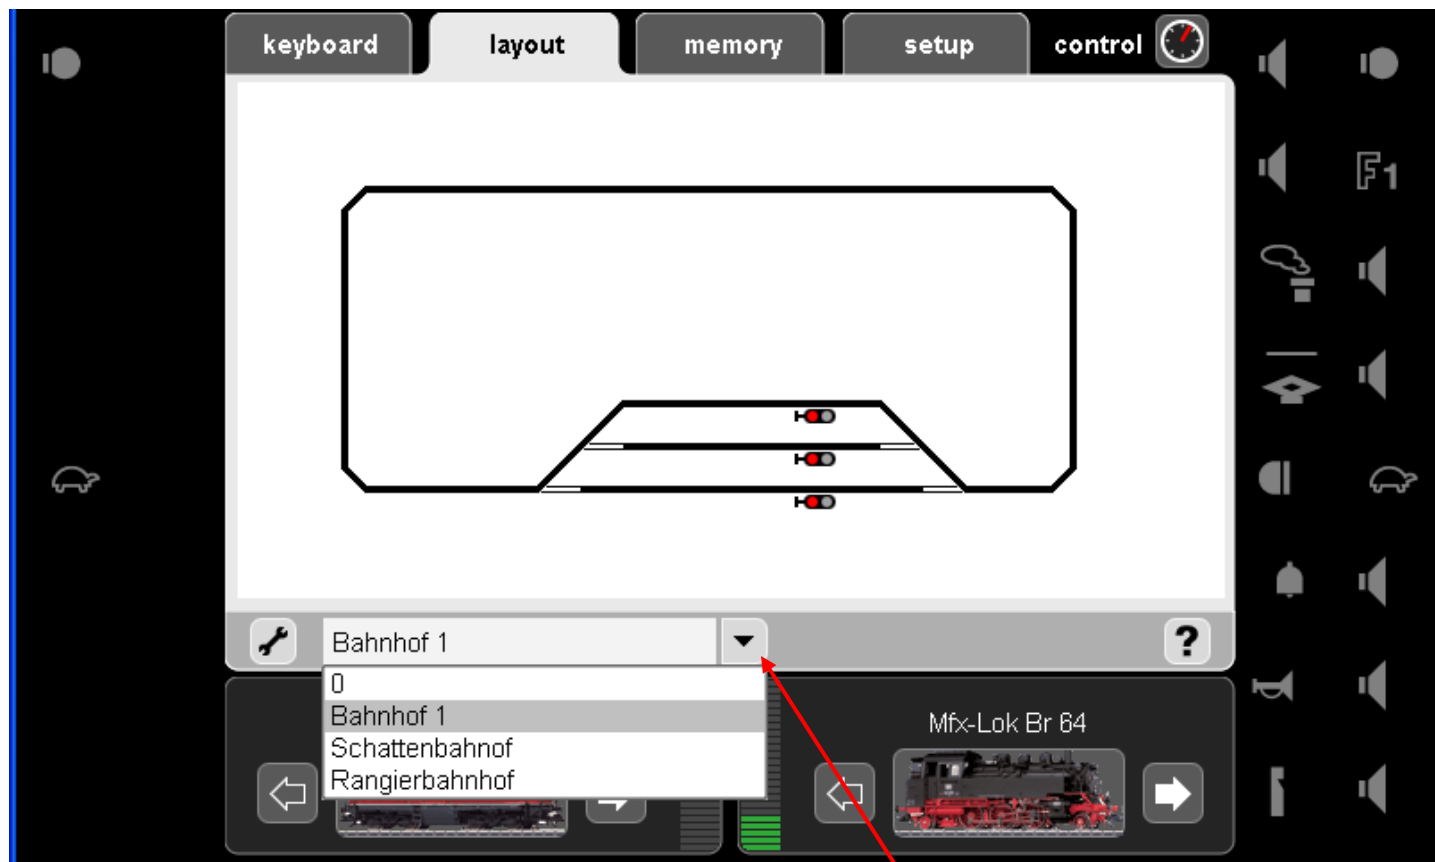 keyboard
layout
memory
setup
control
F1
Bahnhof 1
?
0
Bahnhof 1
Schattenbahnof
Rangierbahnhof
Mfx-Lok Br 64